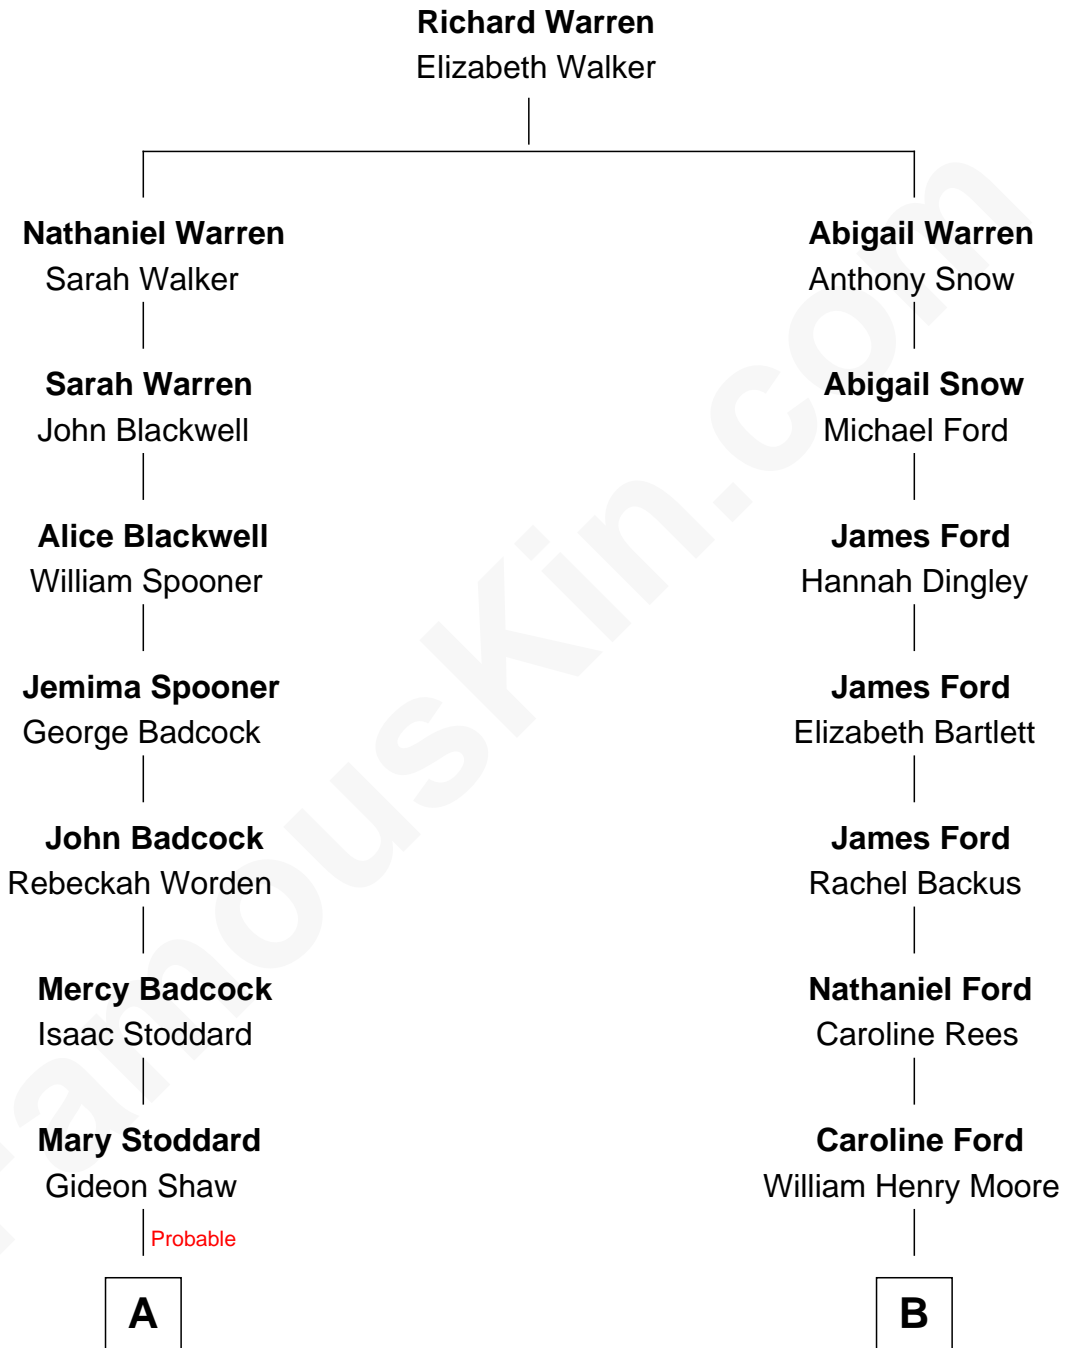 Richard Warren
Elizabeth Walker
Nathaniel Warren
Sarah Walker
Abigail Warren
Anthony Snow
Sarah Warren
John Blackwell
Abigail Snow
Michael Ford
Alice Blackwell
William Spooner
James Ford
Hannah Dingley
Jemima Spooner
George Badcock
James Ford
Elizabeth Bartlett
John Badcock
Rebeckah Worden
James Ford
Rachel Backus
Mercy Badcock
Isaac Stoddard
Nathaniel Ford
Caroline Rees
Mary Stoddard
Gideon Shaw
Caroline Ford
William Henry Moore
Probable
A
B
FamousKin.com